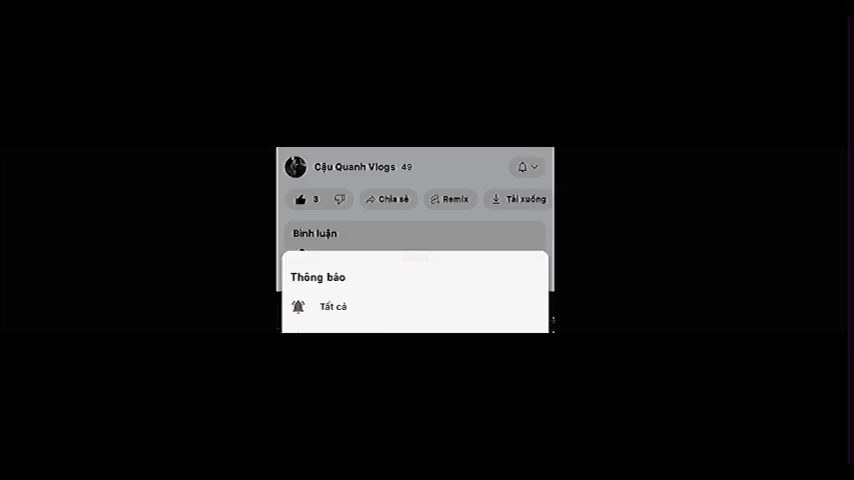 Cậu Quanh Vlogs 49
3 Chia sẻ Remix Tải xuống
Bình luận
Thông báo
Tất cả